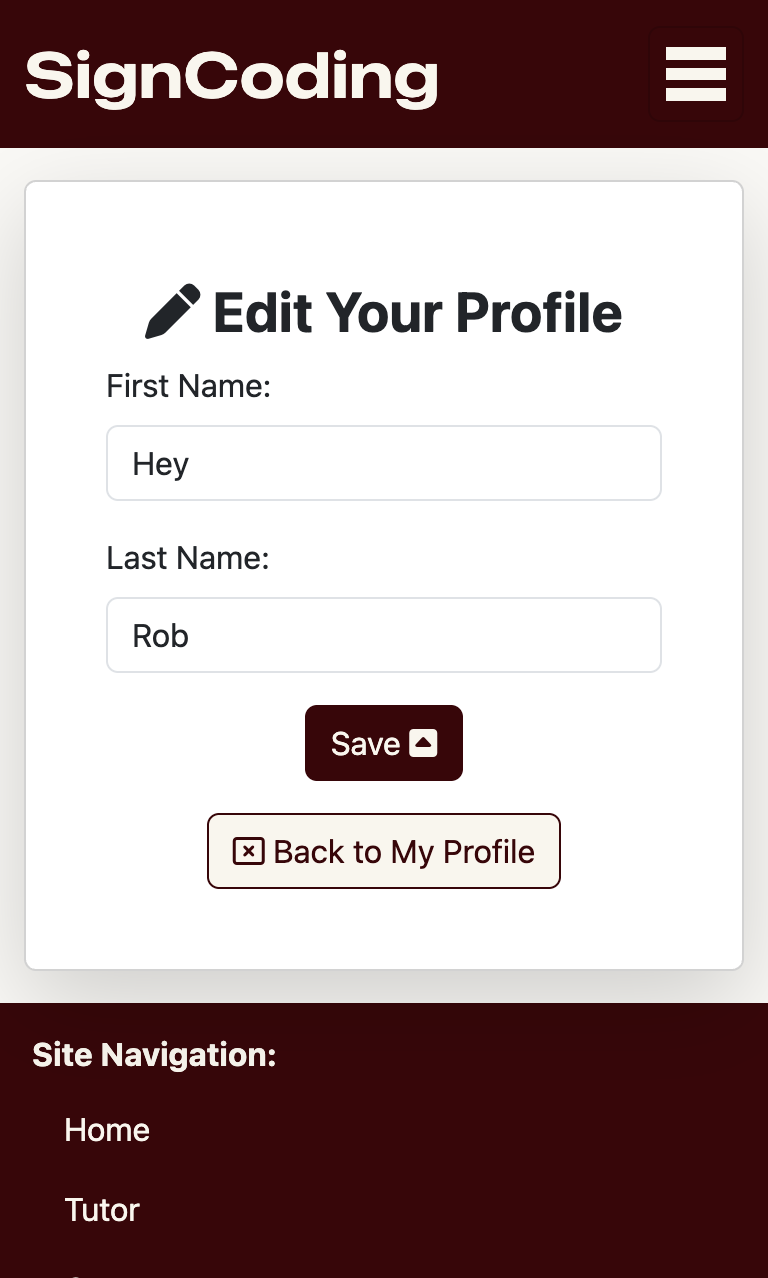 SignCoding
Edit Your Profile
First Name:
Hey
Last Name:
Rob
Save
Back to My Profile
Site Navigation:
Home
Tutor